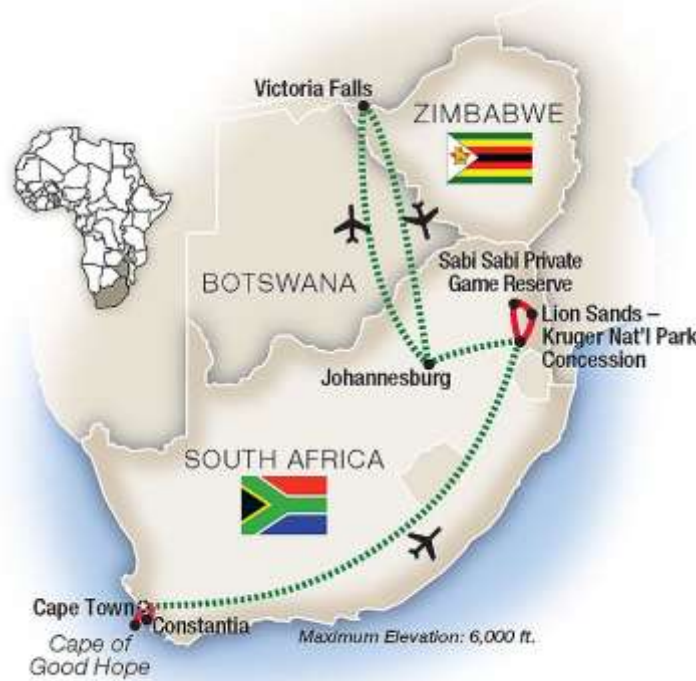 Victoria Falls
ZIMBABWE
Sabi Sabi Private
Game Reserve
BOTSWANA
Lion Sands –
Kruger Nat'l Park
Concession
Johannesburg
SOUTH AFRICA
Cape Town
Constantia
Cape of
Good Hope
Maximum Elevation: 6,000 ft.